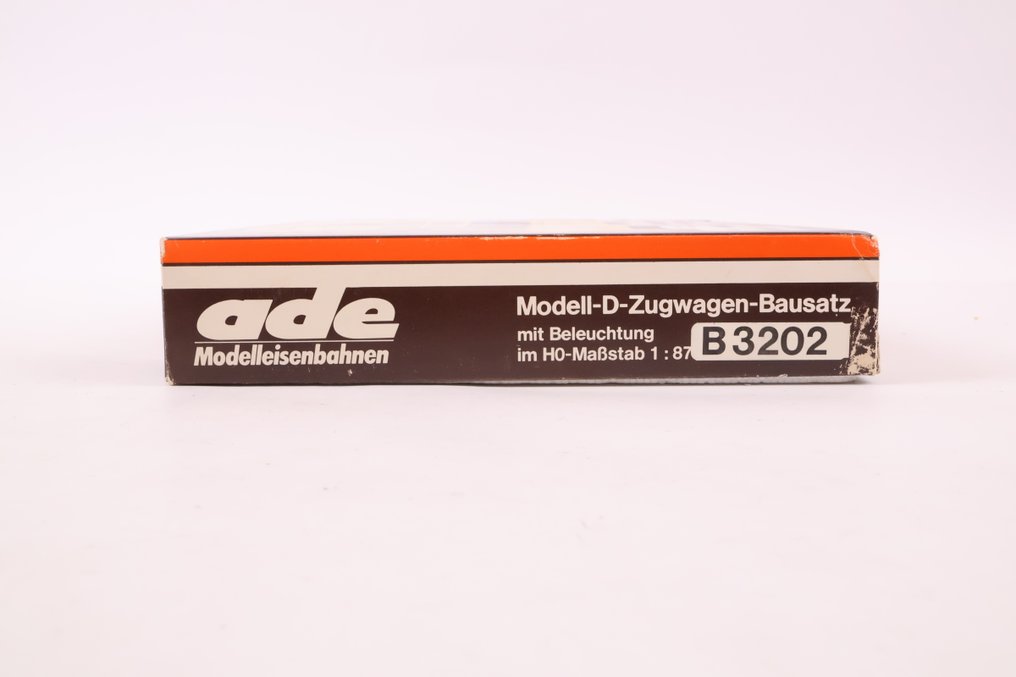 ade
Modelleisenbahnen
Modell-D-Zugwagen-Bausatz
mit Beleuchtung
im H0-Maßstab 1:87
B3202